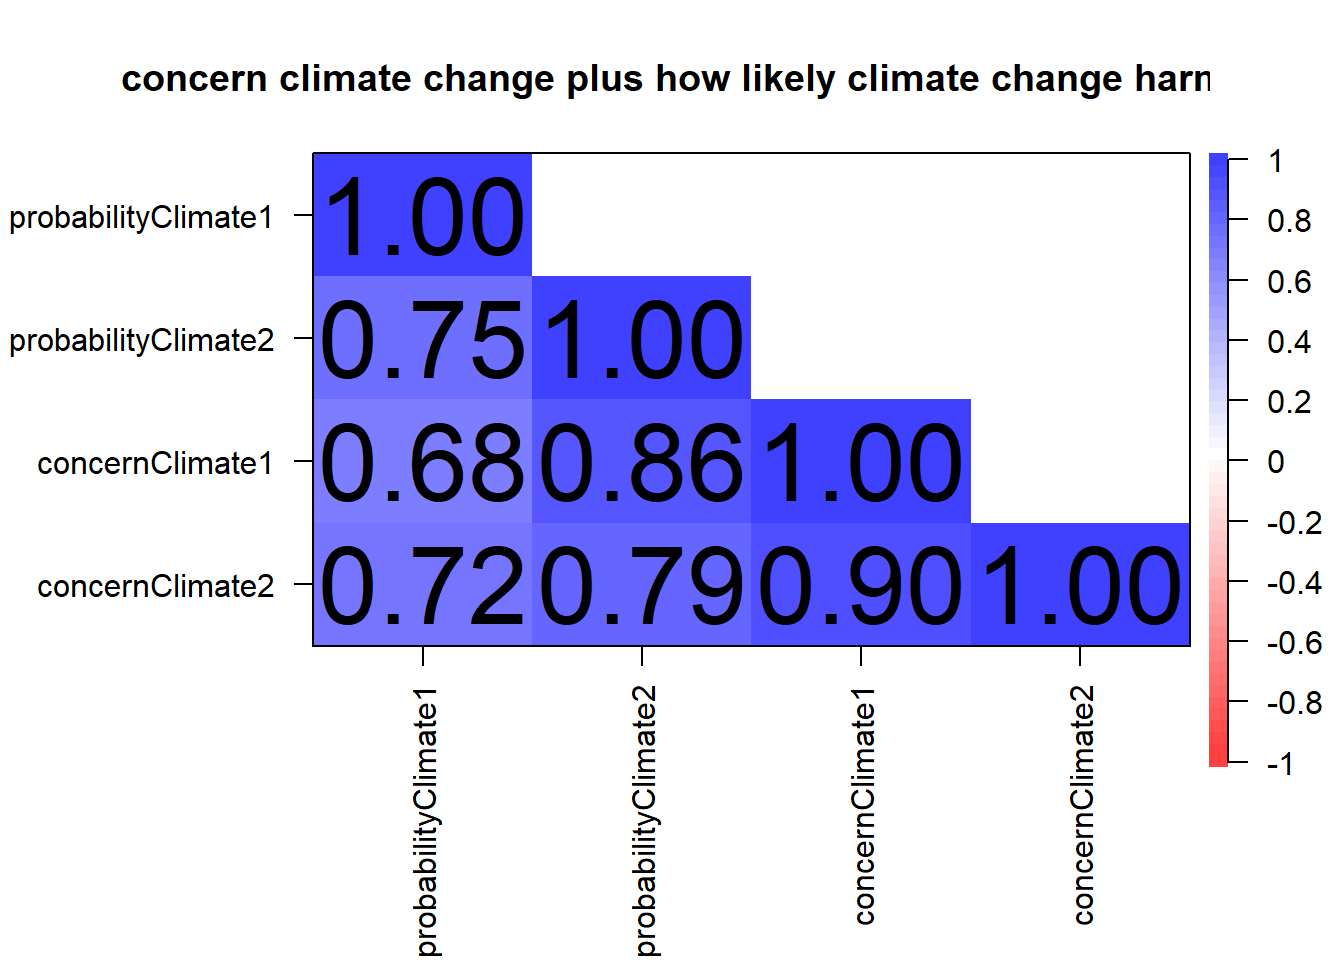 concern climate change plus how likely climate change harn
probabilityClimate1 1.00
probabilityClimate2 0.75 1.00
concernClimate1 0.68 0.86 1.00
concernClimate2 0.72 0.79 0.90 1.00
probabilityClimate1
probabilityClimate2
concernClimate1
concernClimate2
1
0.8
0.6
0.4
0.2
0
-0.2
-0.4
-0.6
-0.8
-1